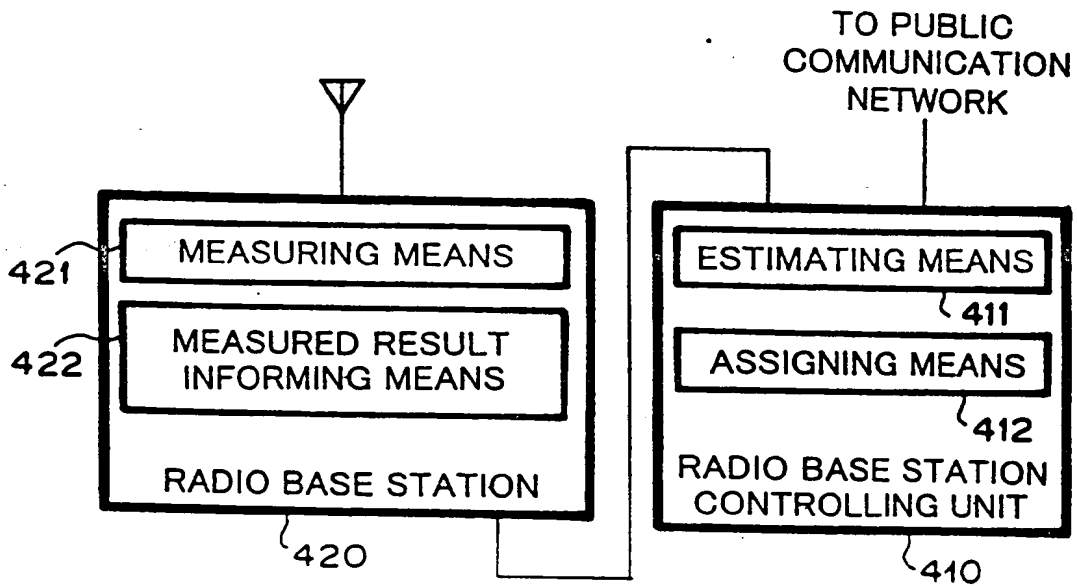 TO PUBLIC
COMMUNICATION
NETWORK
MEASURING MEANS
421
MEASURED RESULT
INFORMING MEANS
422
RADIO BASE STATION
420
ESTIMATING MEANS
411
ASSIGNING MEANS
412
RADIO BASE STATION
CONTROLLING UNIT
410